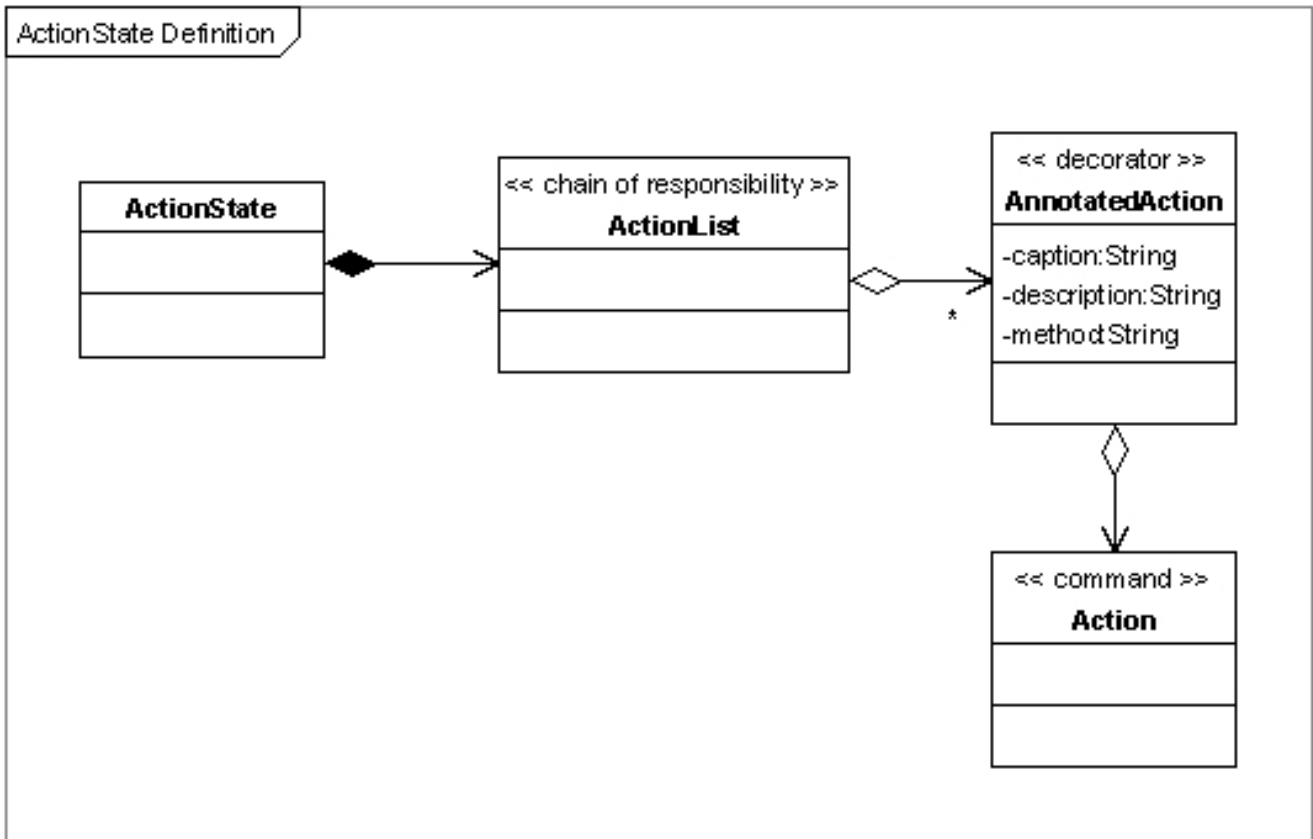 ActionState Definition
ActionState
<< chain of responsibility >>
ActionList
*
<< decorator >>
AnnotatedAction
-caption:String
-description:String
-method:String
<< command >>
Action